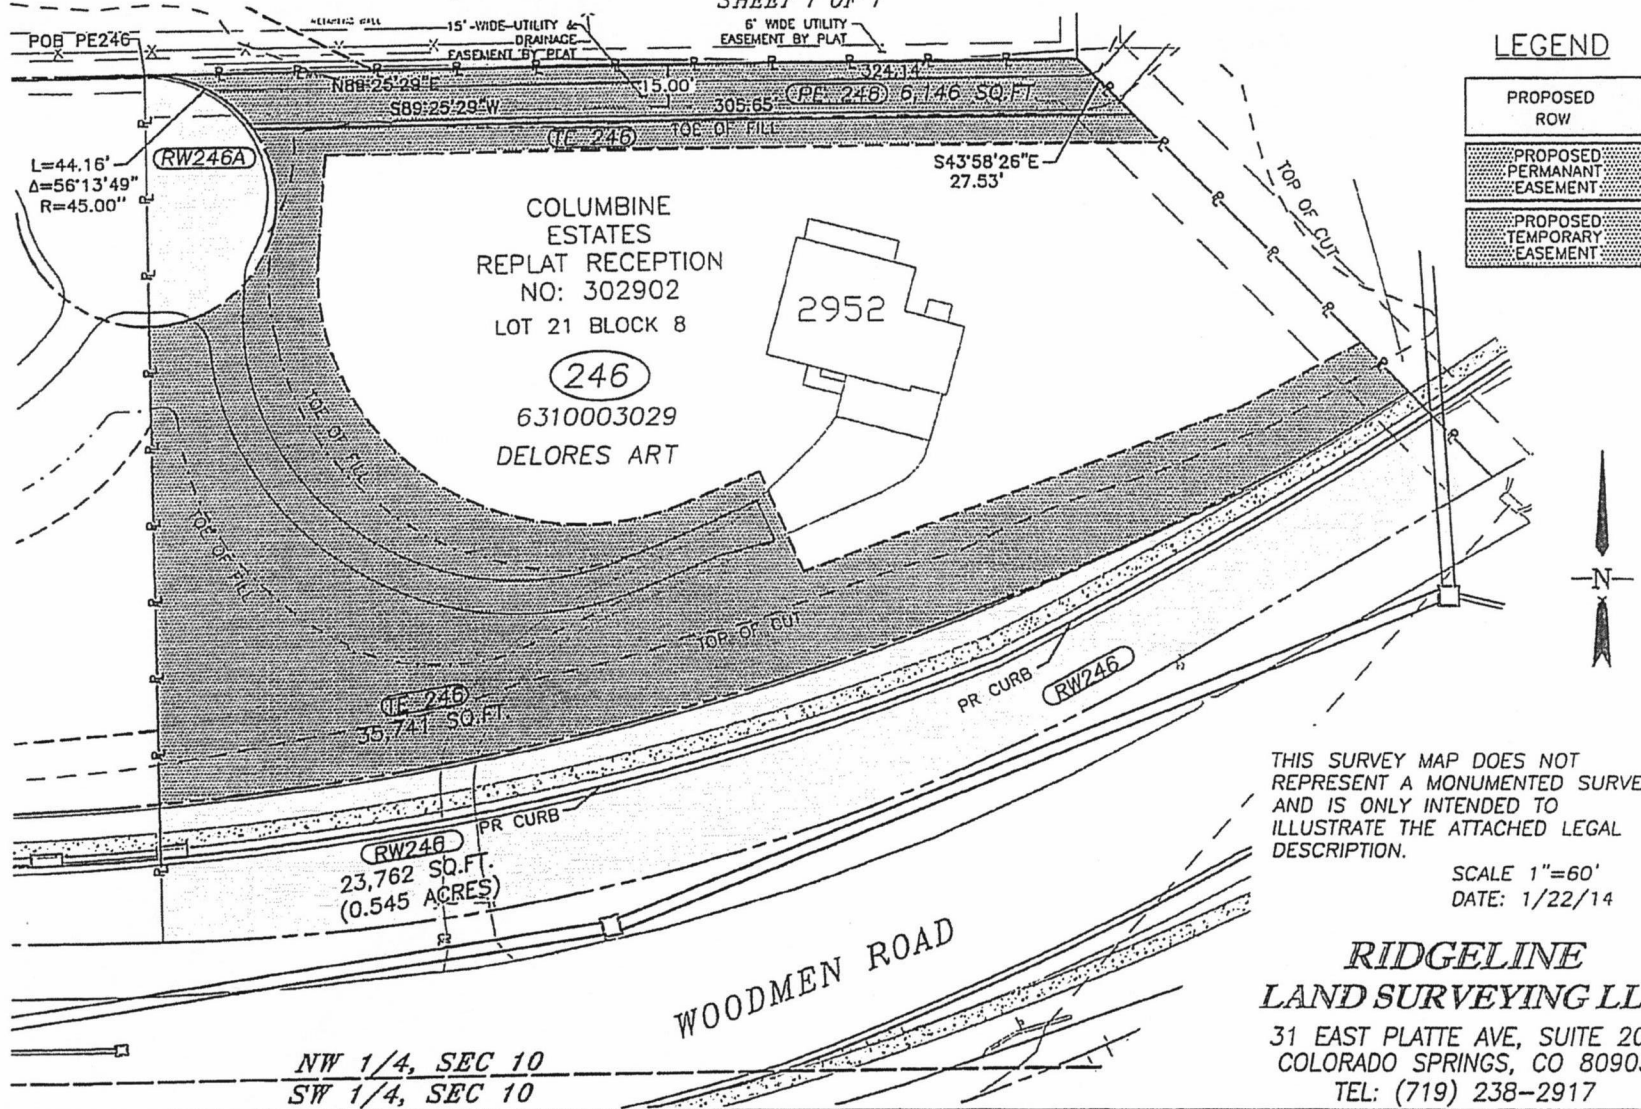 SHEET 1 OF 1
15'-WIDE-UTILITY &
DRAINAGE
EASEMENT BY PLAT
6' WIDE UTILITY
EASEMENT BY PLAT
POB PE246
N89°25'29"E
324.14'
15.00'
S89°25'29"W
305.65'
PE 246 6,146 SQ.FT.
TE 246
TOE OF FILL
L=44.16'
Δ=56°13'49"
R=45.00"
RW246A
S43°58'26"E
27.53'
TOP OF CUT
COLUMBINE
ESTATES
REPLAT RECEPTION
NO: 302902
LOT 21 BLOCK 8
246
6310003029
DELORES ART
2952
TOE OF FILL
TOE OF FILL
TOP OF CUT
TE 246
35,741 SQ.FT.
PR CURB
RW246
PR CURB
RW246
23,762 SQ.FT.
(0.545 ACRES)
WOODMEN ROAD
NW 1/4, SEC 10
SW 1/4, SEC 10
LEGEND
PROPOSED
ROW
PROPOSED
PERMANANT
EASEMENT
PROPOSED
TEMPORARY
EASEMENT
N
THIS SURVEY MAP DOES NOT
REPRESENT A MONUMENTED SURVE
AND IS ONLY INTENDED TO
ILLUSTRATE THE ATTACHED LEGAL
DESCRIPTION.
SCALE 1"=60'
DATE: 1/22/14
RIDGELINE
LAND SURVEYING LL
31 EAST PLATTE AVE, SUITE 20
COLORADO SPRINGS, CO 8090
TEL: (719) 238-2917